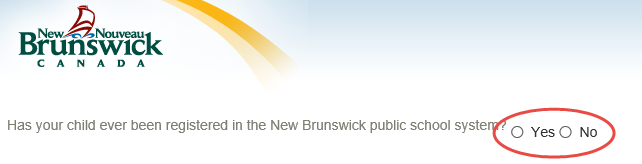 New Nouveau
Brunswick
CANADA
Has your child ever been registered in the New Brunswick public school system? Yes No